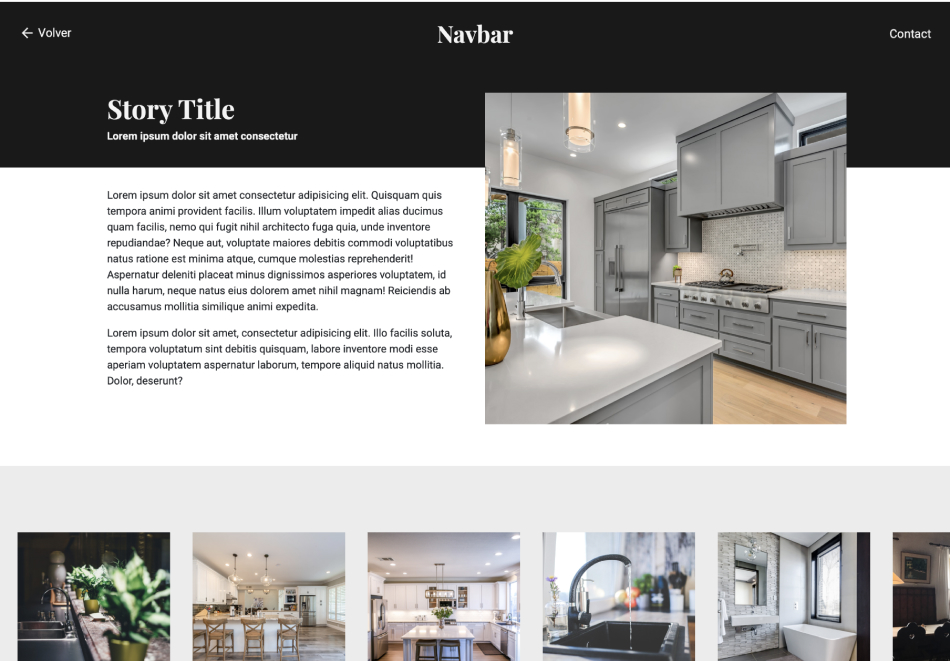 Volver
Navbar
Contact
Story Title
Lorem ipsum dolor sit amet consectetur
Lorem ipsum dolor sit amet consectetur adipisicing elit. Quisquam quis
tempora animi provident facilis. Illum voluptatem impedit alias ducimus
quam facilis, nemo qui fugit nihil architecto fuga quia, unde inventore
repudiandae? Neque aut, voluptate maiores debitis commodi voluptatibus
natus ratione est minima atque, cumque molestias reprehenderit!
Aspernatur deleniti placeat minus dignissimos asperiores voluptatem, id
nulla harum, neque natus eius dolorem amet nihil magnam! Reiciendis ab
accusamus mollitia similique animi expedita.
Lorem ipsum dolor sit amet, consectetur adipisicing elit. Illo facilis soluta,
tempora voluptatum sint debitis quisquam, labore inventore modi esse
aperiam voluptatem aspernatur laborum, tempore aliquid natus mollitia.
Dolor, deserunt?